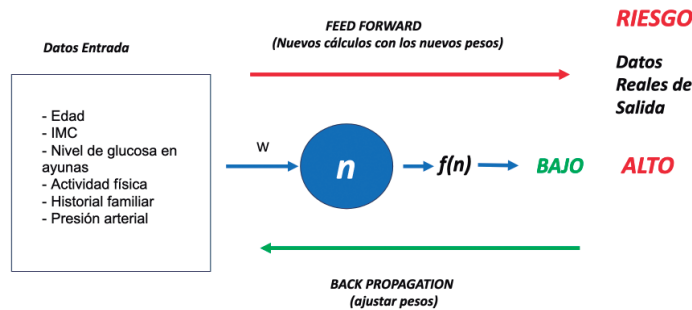 RIESGO
FEED FORWARD
(Nuevos cálculos con los nuevos pesos)
Datos Entrada
Datos
Reales de
Salida
- Edad
- IMC
- Nivel de glucosa en
ayunas
- Actividad física
- Historial familiar
- Presión arterial
w
n
f(n)
BAJO
ALTO
BACK PROPAGATION
(ajustar pesos)